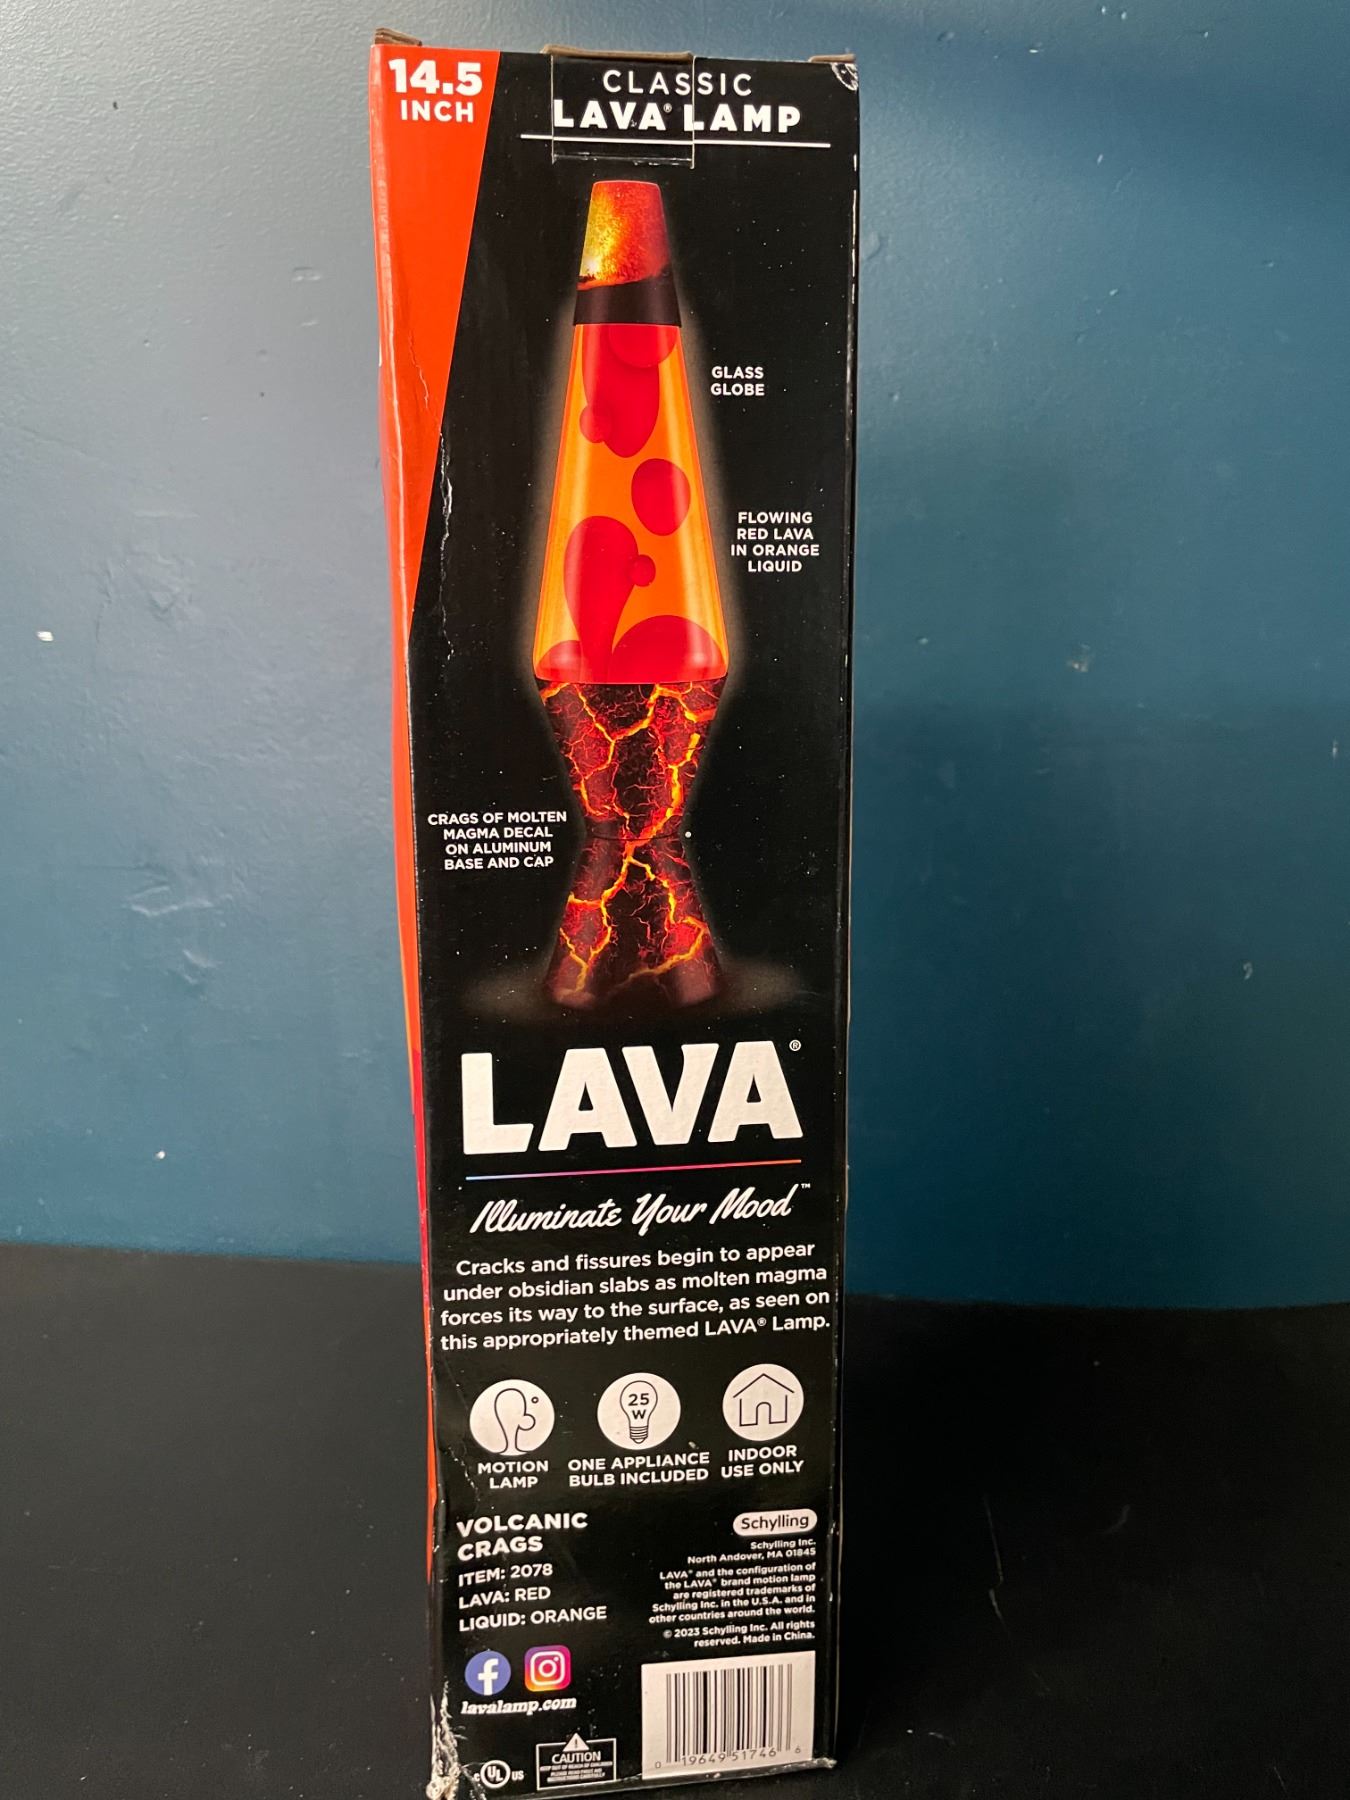 14.5
INCH
CLASSIC
LAVA® LAMP
GLASS
GLOBE
FLOWING
RED LAVA
IN ORANGE
LIQUID
CRAGS OF MOLTEN
MAGMA DECAL
ON ALUMINUM
BASE AND CAP
LAVA®
Illuminate Your Mood™
Cracks and fissures begin to appear
under obsidian slabs as molten magma
forces its way to the surface, as seen on
this appropriately themed LAVA® Lamp.
25
W
MOTION
LAMP
ONE APPLIANCE
BULB INCLUDED
INDOOR
USE ONLY
VOLCANIC
CRAGS
ITEM: 2078
LAVA: RED
LIQUID: ORANGE
lavalamp.com
Schylling
Schylling Inc.
North Andover, MA 01845
LAVA® and the configuration of
the LAVA® brand motion lamp
are registered trademarks of
Schylling Inc. in the U.S.A. and in
other countries around the world.
© 2023 Schylling Inc. All rights
reserved. Made in China.
c UL US
CAUTION
0 19649 51746 6